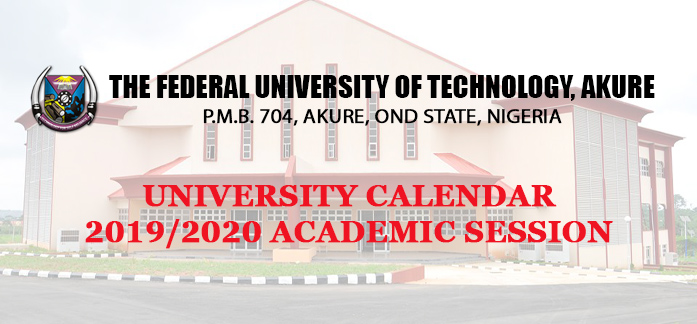 THE FEDERAL UNIVERSITY OF TECHNOLOGY, AKURE
P.M.B. 704, AKURE, OND STATE, NIGERIA
UNIVERSITY CALENDAR
2019/2020 ACADEMIC SESSION